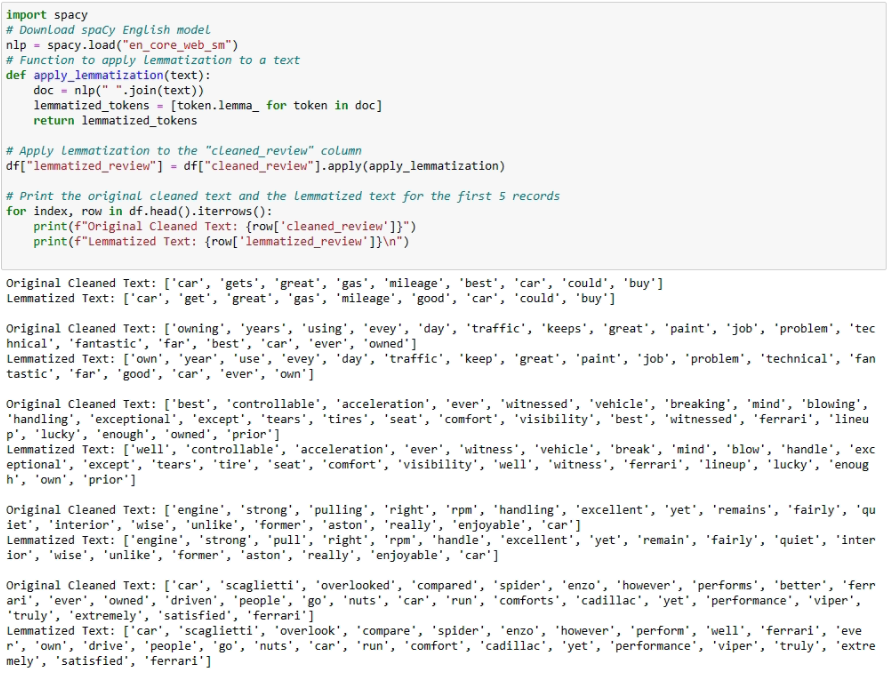 import spacy
# Download spaCy English model
nlp = spacy.load("en_core_web_sm")
# Function to apply lemmatization to a text
def apply_lemmatization(text):
    doc = nlp(" ".join(text))
    lemmatized_tokens = [token.lemma_ for token in doc]
    return lemmatized_tokens

# Apply lemmatization to the "cleaned_review" column
df["lemmatized_review"] = df["cleaned_review"].apply(apply_lemmatization)

# Print the original cleaned text and the lemmatized text for the first 5 records
for index, row in df.head().iterrows():
    print(f"Original Cleaned Text: {row['cleaned_review']}")
    print(f"Lemmatized Text: {row['lemmatized_review']}\n")

Original Cleaned Text: ['car', 'gets', 'great', 'gas', 'mileage', 'best', 'car', 'could', 'buy']
Lemmatized Text: ['car', 'get', 'great', 'gas', 'mileage', 'good', 'car', 'could', 'buy']

Original Cleaned Text: ['owning', 'years', 'using', 'evey', 'day', 'traffic', 'keeps', 'great', 'paint', 'job', 'problem', 'tec
hnical', 'fantastic', 'far', 'best', 'car', 'ever', 'owned']
Lemmatized Text: ['own', 'year', 'use', 'evey', 'day', 'traffic', 'keep', 'great', 'paint', 'job', 'problem', 'technical', 'fan
tastic', 'far', 'good', 'car', 'ever', 'own']

Original Cleaned Text: ['best', 'controllable', 'acceleration', 'ever', 'witnessed', 'vehicle', 'breaking', 'mind', 'blowing',
'handling', 'exceptional', 'except', 'tears', 'tires', 'seat', 'comfort', 'visibility', 'best', 'witnessed', 'ferrari', 'lineu
p', 'lucky', 'enough', 'owned', 'prior']
Lemmatized Text: ['well', 'controllable', 'acceleration', 'ever', 'witness', 'vehicle', 'break', 'mind', 'blow', 'handle', 'exc
eptional', 'except', 'tears', 'tire', 'seat', 'comfort', 'visibility', 'well', 'witness', 'ferrari', 'lineup', 'lucky', 'enoug
h', 'own', 'prior']

Original Cleaned Text: ['engine', 'strong', 'pulling', 'right', 'rpm', 'handling', 'excellent', 'yet', 'remains', 'fairly', 'qu
iet', 'interior', 'wise', 'unlike', 'former', 'aston', 'really', 'enjoyable', 'car']
Lemmatized Text: ['engine', 'strong', 'pull', 'right', 'rpm', 'handle', 'excellent', 'yet', 'remain', 'fairly', 'quiet', 'inter
ior', 'wise', 'unlike', 'former', 'aston', 'really', 'enjoyable', 'car']

Original Cleaned Text: ['car', 'scaglietti', 'overlooked', 'compared', 'spider', 'enzo', 'however', 'performs', 'better', 'ferr
ari', 'ever', 'owned', 'driven', 'people', 'go', 'nuts', 'car', 'run', 'comforts', 'cadillac', 'yet', 'performance', 'viper',
'truly', 'extremely', 'satisfied', 'ferrari']
Lemmatized Text: ['car', 'scaglietti', 'overlook', 'compare', 'spider', 'enzo', 'however', 'perform', 'well', 'ferrari', 'eve
r', 'own', 'drive', 'people', 'go', 'nuts', 'car', 'run', 'comfort', 'cadillac', 'yet', 'performance', 'viper', 'truly', 'extre
mely', 'satisfied', 'ferrari']